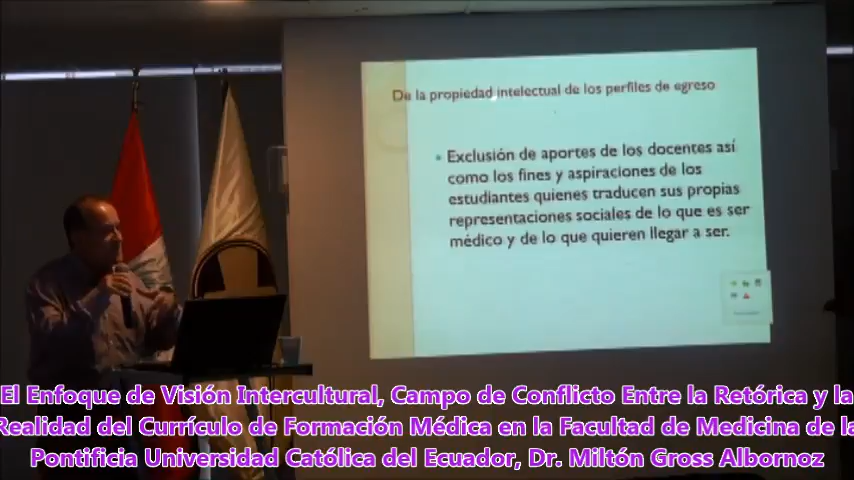 De la propiedad intelectual de los perfiles de egreso
Exclusión de aportes de los docentes así
como los fines y aspiraciones de los
estudiantes quienes traducen sus propias
representaciones sociales de lo que es ser
médico y de lo que quieren llegar a ser.
El Enfoque de Visión Intercultural, Campo de Conflicto Entre la Retórica y la
Realidad del Currículo de Formación Médica en la Facultad de Medicina de la
Pontificia Universidad Católica del Ecuador, Dr. Miltón Gross Albornoz